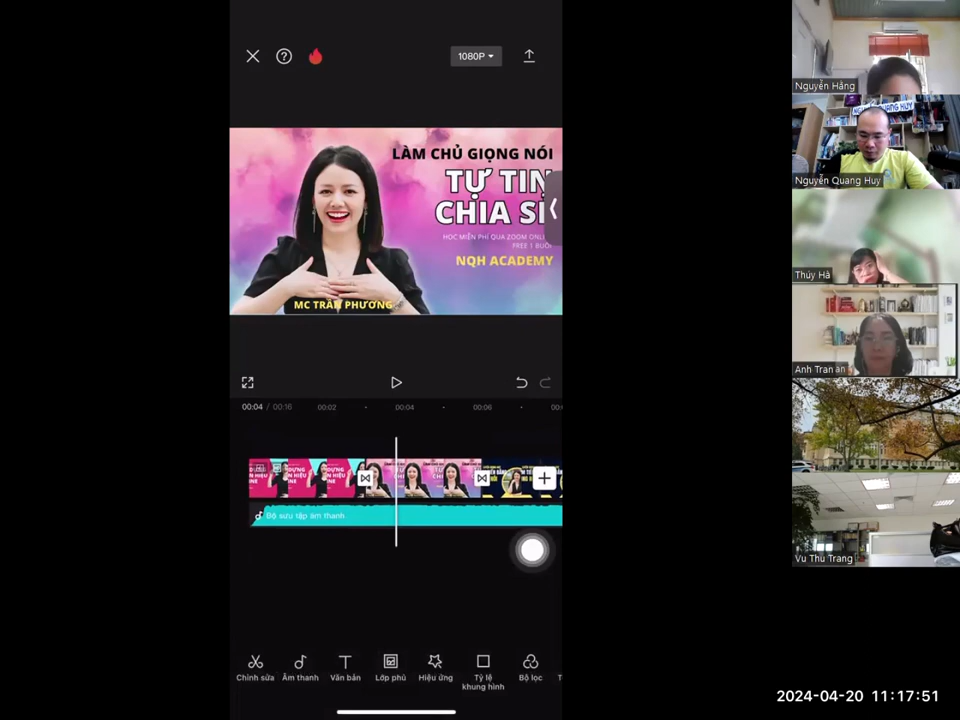 1080P
LÀM CHỦ GIỌNG NÓI
TỰ TIN
CHIA SẺ
HỌC MIỄN PHÍ QUA ZOOM ONLINE
FREE 1 BUỔI
NQH ACADEMY
MC TRẦN PHƯƠNG
00:04 / 00:16
00:02
00:04
00:06
Bộ sưu tập âm thanh
Chỉnh sửa
Âm thanh
Văn bản
Lớp phủ
Hiệu ứng
Tỷ lệ
khung hình
Bộ lọc
Nguyễn Hằng
Nguyễn Quang Huy
Thúy Hà
Anh Tran
Vu Thu Trang
2024-04-20 11:17:51